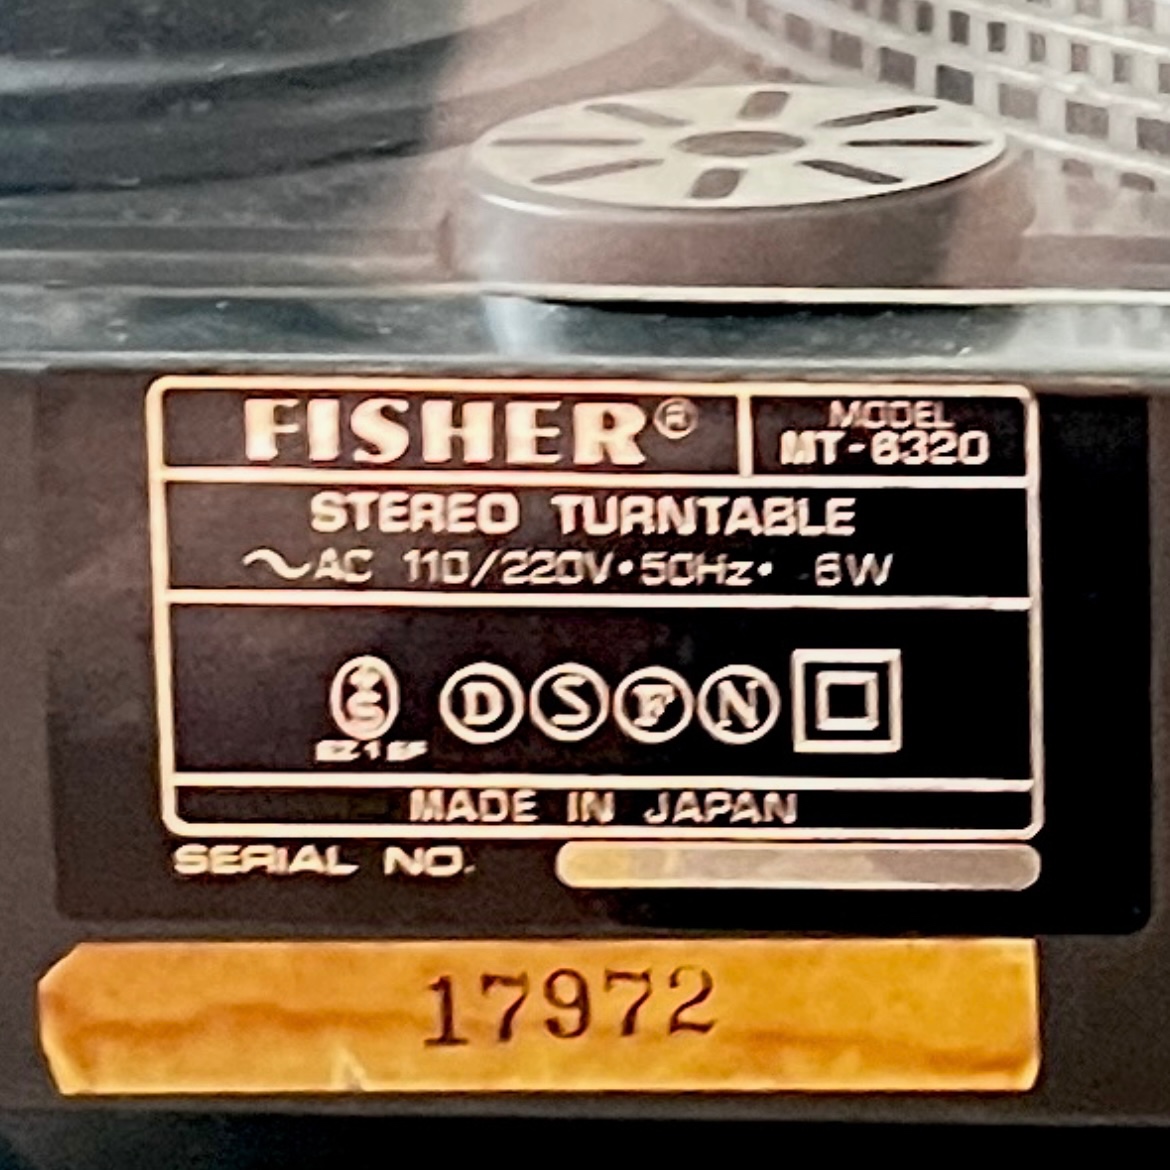 FISHER®
MODEL
MT-6320
STEREO TURNTABLE
~AC 110/220V•50Hz• 6W
S D S F N
MADE IN JAPAN
SERIAL NO.
17972